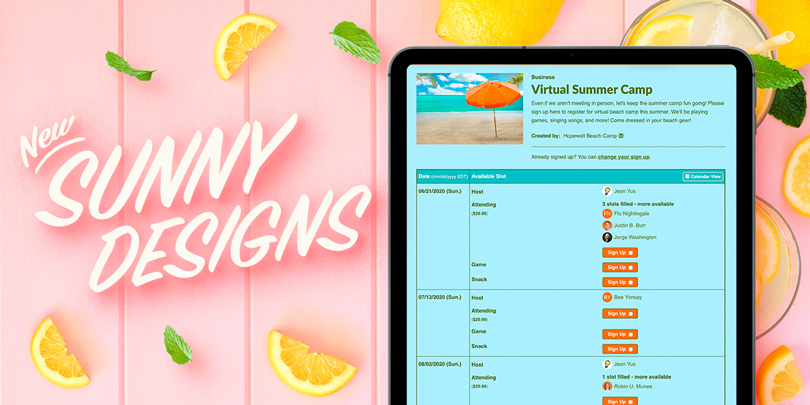 New
SUNNY
DESIGNS
Business
Virtual Summer Camp
Even if we aren't meeting in person, let's keep the summer camp fun going! Please
sign up here to register for virtual beach camp this summer. We will be playing
games, singing songs, and more! Come dressed in your beach gear!
Created by: Hopewell Beach Camp
Already signed up? You can change your sign up.
Date (mm/dd/yyyy EDT) Available Slot Calendar View
06/21/2020 (Sun.) Host Jean Yus
Attending 3 slots filled - more available
($20.00) FN Flo Nightingale
Justin B. Burr
Jorge Washington
Sign Up
Game Sign Up
Snack Sign Up
07/12/2020 (Sun.) Host BY Bee Yonsay
Attending Sign Up
($20.00)
Game Sign Up
Snack Sign Up
08/02/2020 (Sun.) Host Jean Yus
Attending 1 slot filled - more available
($20.00) Robin U. Munee
Sign Up